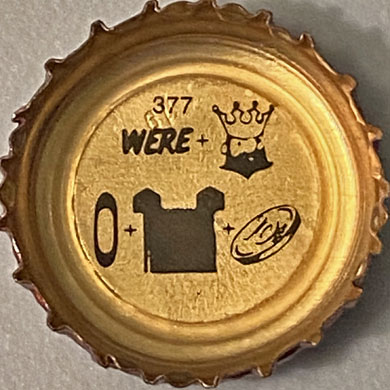 377
WERE +
O + +